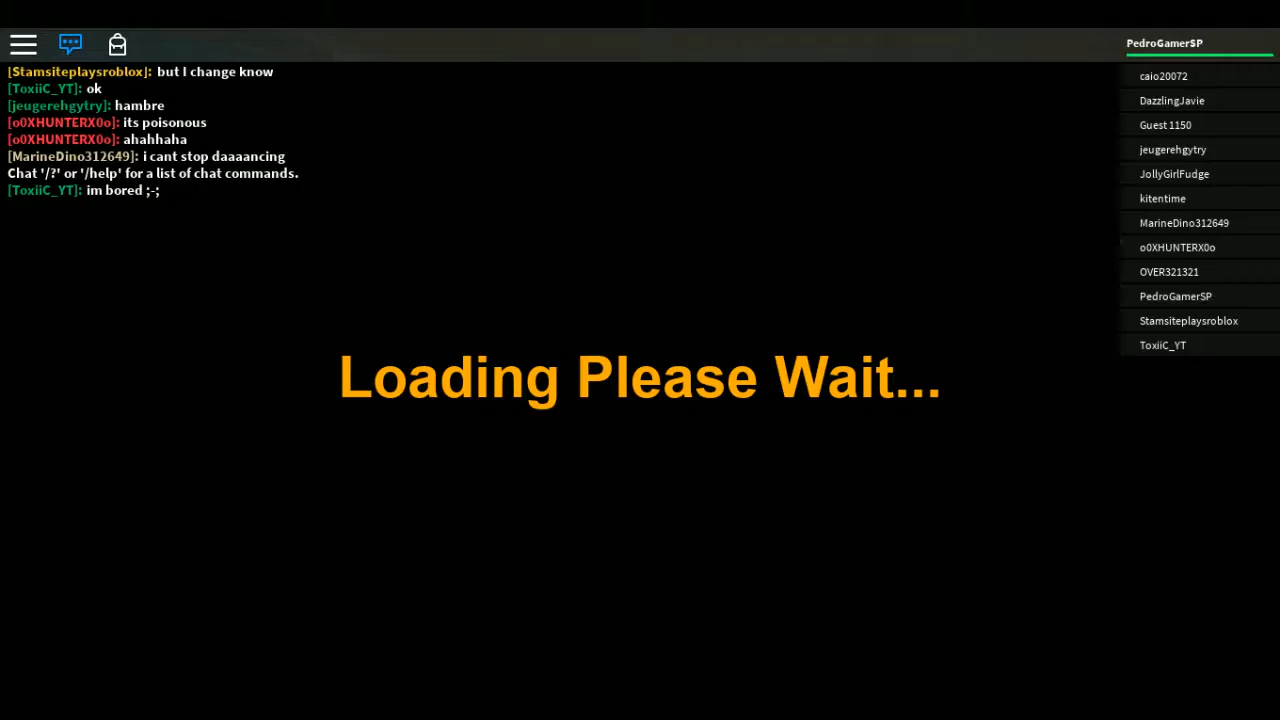 PedroGamerSP
[Stamsiteplaysroblox]: but I change know
[ToxiiC_YT]: ok
[jeugerehgytry]: hambre
[o0XHUNTERX0o]: its poisonous
[o0XHUNTERX0o]: ahahhaha
[MarineDino312649]: i cant stop daaaancing
Chat '/?' or '/help' for a list of chat commands.
[ToxiiC_YT]: im bored ;-;
caio20072
DazzlingJavie
Guest 1150
jeugerehgytry
JollyGirlFudge
kitentime
MarineDino312649
o0XHUNTERX0o
OVER321321
PedroGamerSP
Stamsiteplaysroblox
ToxiiC_YT
Loading Please Wait...